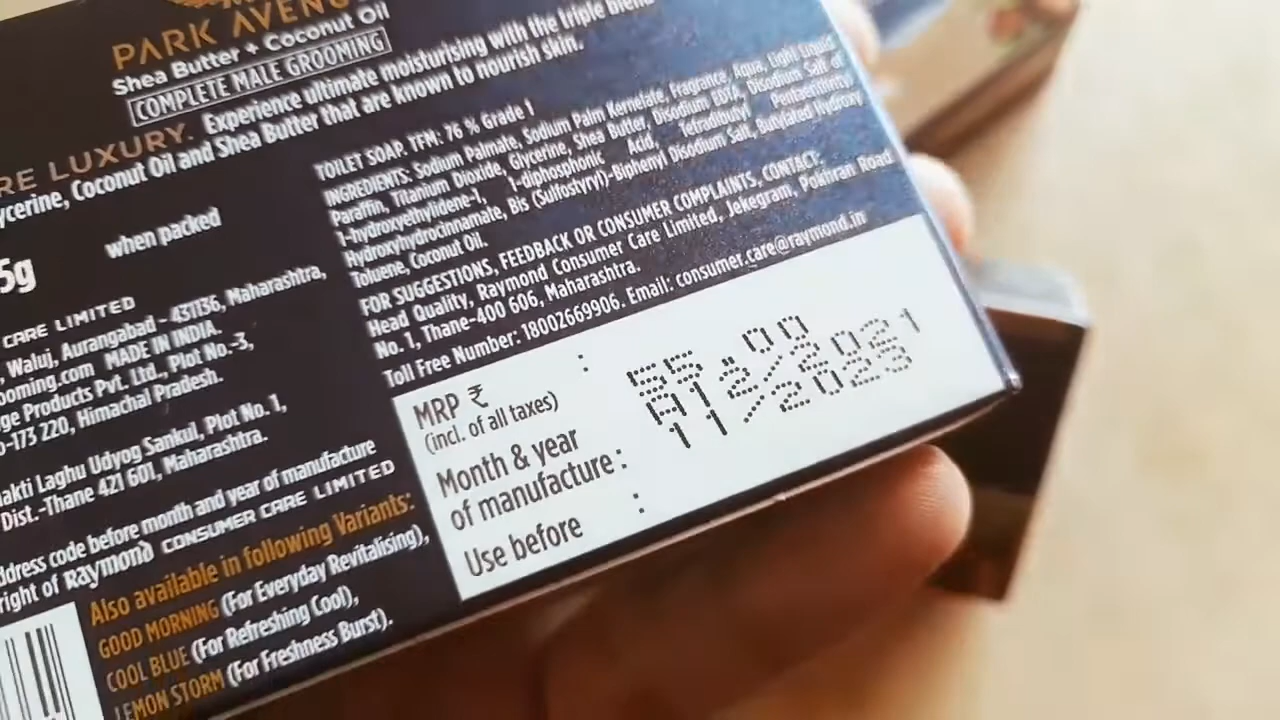 PARK AVENU
Shea Butter + Coconut Oil
COMPLETE MALE GROOMING
RE LUXURY. Experience ultimate moisturising with the triple blend
ycerine, Coconut Oil and Shea Butter that are known to nourish skin.
when packed
5g
CARE LIMITED
, Waluj, Aurangabad - 431136, Maharashtra,
ooming.com MADE IN INDIA.
ge Products Pvt. Ltd., Plot No.-3,
-173 220, Himachal Pradesh.
akti Laghu Udyog Sankul, Plot No. 1,
Dist.-Thane 421 601, Maharashtra.
ddress code before month and year of manufacture
right of Raymond CONSUMER CARE LIMITED
Also available in following Variants:
GOOD MORNING (For Everyday Revitalising),
COOL BLUE (For Refreshing Cool),
LEMON STORM (For Freshness Burst).
TOILET SOAP. TFM: 76 % Grade 1
INGREDIENTS: Sodium Palmate, Sodium Palm Kernelate, Fragrance, Aqua, Light Liquid
Paraffin, Titanium Dioxide, Glycerine, Shea Butter, Disodium EDTA, Disodium Salt of
1-hydroxyethylidene-1, 1-diphosphonic Acid, Tetradibutyl Pentaerithrityl
Hydroxyhydrocinnamate, Bis (Sulfostyryl)-Biphenyl Disodium Salt, Butylated Hydroxy
Toluene, Coconut Oil.
FOR SUGGESTIONS, FEEDBACK OR CONSUMER COMPLAINTS, CONTACT:
Head Quality, Raymond Consumer Care Limited, Jekegram, Pokhran Road
No. 1, Thane-400 606, Maharashtra.
Toll Free Number: 18002669906. Email: consumer.care@raymond.in
MRP ₹ : 55.00
(incl. of all taxes)
Month & year
of manufacture : A12/2021
Use before : 11/2023